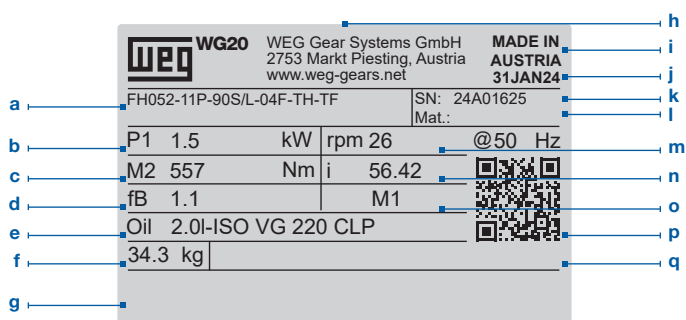 h
WEG WG20 WEG Gear Systems GmbH MADE IN i
2753 Markt Piesting, Austria AUSTRIA
www.weg-gears.net 31JAN24 j
a FH052-11P-90S/L-04F-TH-TF SN: 24A01625 k
Mat.: l
b P1 1.5 kW rpm 26 @50 Hz m
c M2 557 Nm i 56.42 n
d fB 1.1 M1 o
e Oil 2.0l-ISO VG 220 CLP p
f 34.3 kg q
g